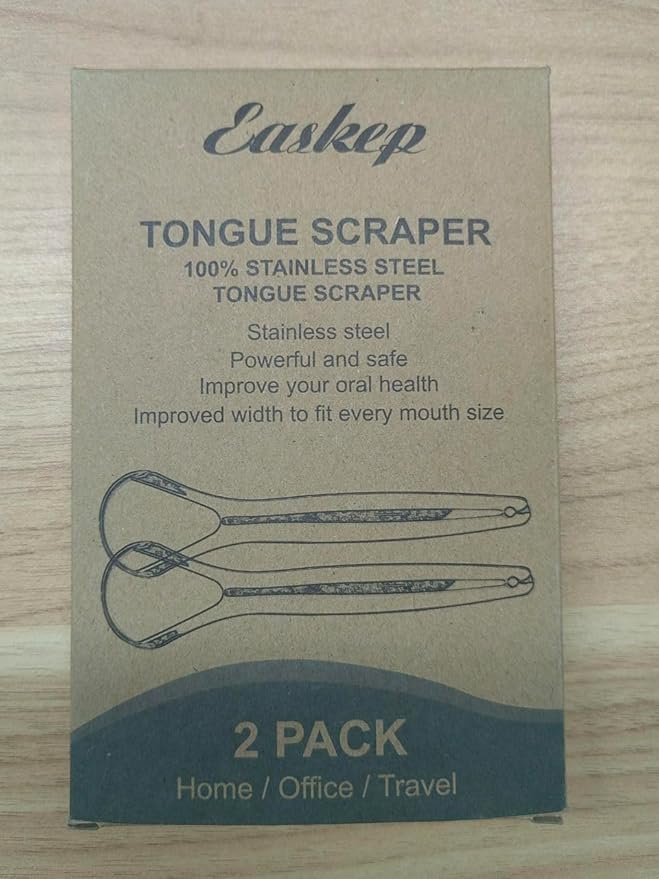 Easkep
TONGUE SCRAPER
100% STAINLESS STEEL
TONGUE SCRAPER
Stainless steel
Powerful and safe
Improve your oral health
Improved width to fit every mouth size
2 PACK
Home / Office / Travel